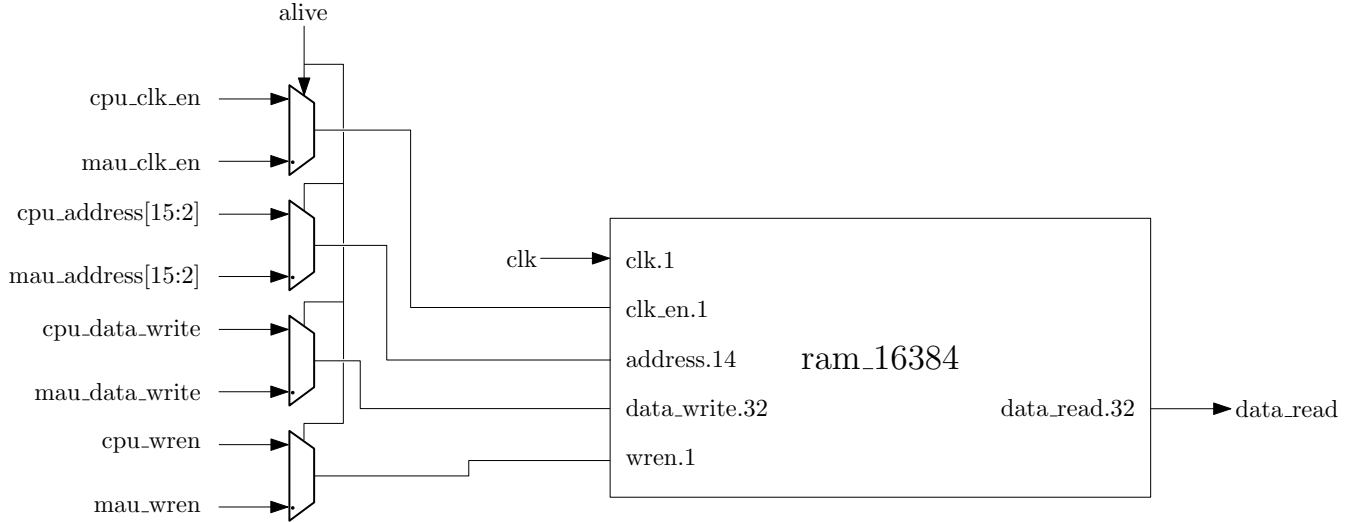 alive
cpu_clk_en
mau_clk_en
cpu_address[15:2]
mau_address[15:2]
cpu_data_write
mau_data_write
cpu_wren
mau_wren
clk
clk.1
clk_en.1
address.14
data_write.32
wren.1
ram_16384
data_read.32
data_read